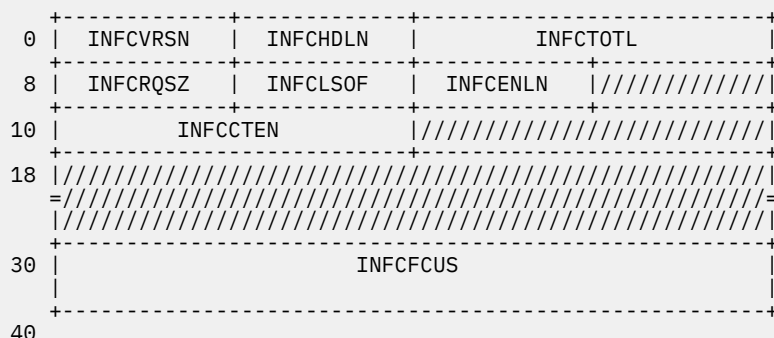 0 | INFCVRSN | INFCHDLN | INFCTOTL |
8 | INFCRQSZ | INFCLSOF | INFCENLN |/////////////|
10 | INFCCTEN |///////////////////////////|
18 |///////////////////////////////////////////////////////|
=///////////////////////////////////////////////////////=
|///////////////////////////////////////////////////////|
30 | INFCFCUS |
40